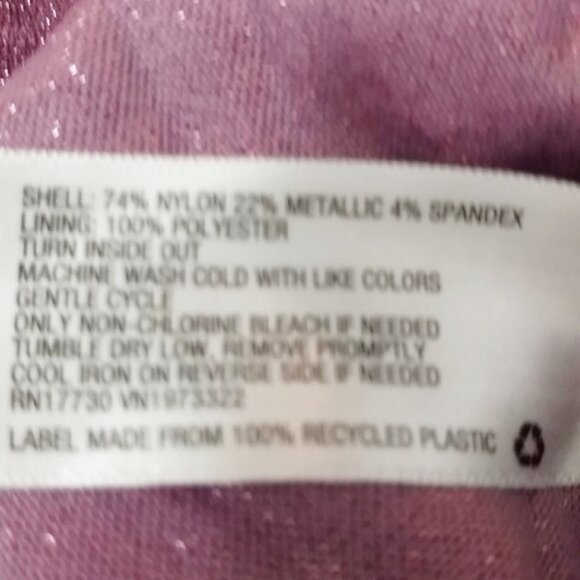 SHELL: 74% NYLON 22% METALLIC 4% SPANDEX
LINING: 100% POLYESTER
TURN INSIDE OUT
MACHINE WASH COLD WITH LIKE COLORS
GENTLE CYCLE
ONLY NON-CHLORINE BLEACH IF NEEDED
TUMBLE DRY LOW, REMOVE PROMPTLY
COOL IRON ON REVERSE SIDE IF NEEDED
RN17730 VN1973322
LABEL MADE FROM 100% RECYCLED PLASTIC